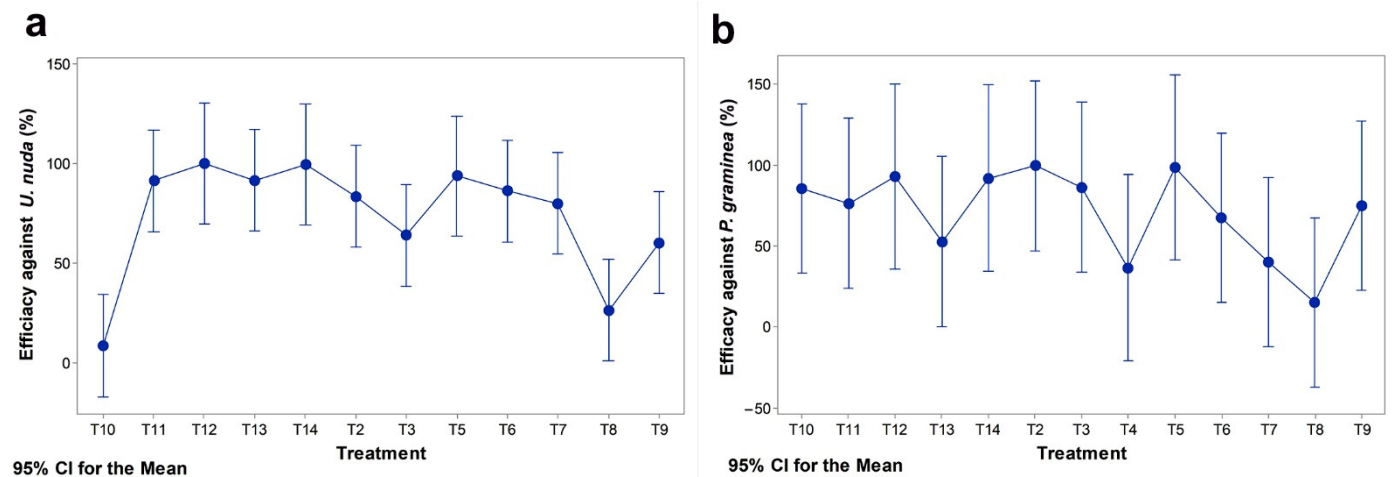 a
Efficiacy against U. nuda (%)
150
100
50
0
T10 T11 T12 T13 T14 T2 T3 T5 T6 T7 T8 T9
Treatment
95% CI for the Mean
b
Efficacy against P. graminea (%)
150
100
50
0
−50
T10 T11 T12 T13 T14 T2 T3 T4 T5 T6 T7 T8 T9
Treatment
95% CI for the Mean